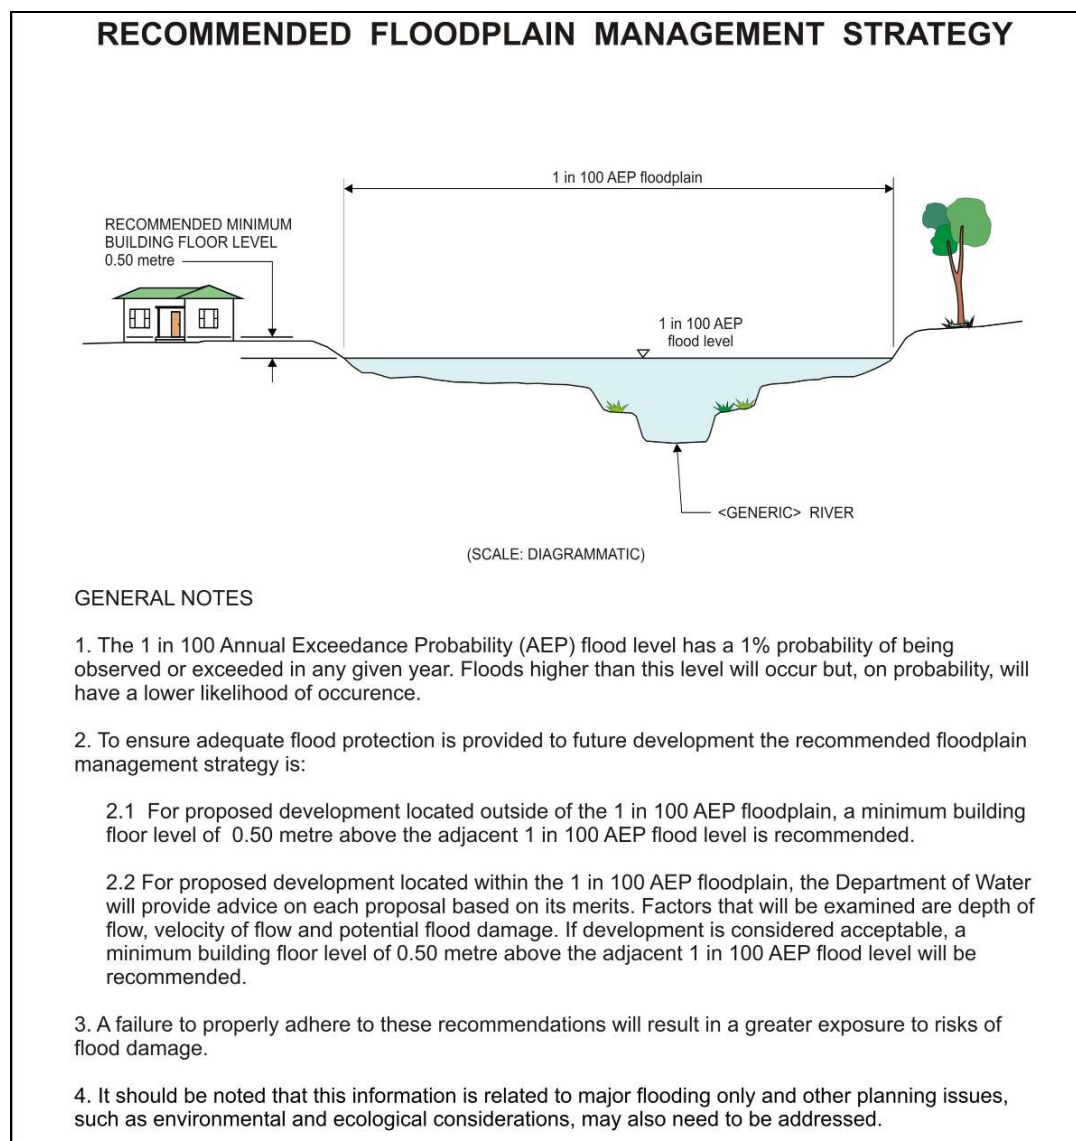 RECOMMENDED FLOODPLAIN MANAGEMENT STRATEGY
1 in 100 AEP floodplain
RECOMMENDED MINIMUM
BUILDING FLOOR LEVEL
0.50 metre
1 in 100 AEP
flood level
<GENERIC> RIVER
(SCALE: DIAGRAMMATIC)
GENERAL NOTES
1. The 1 in 100 Annual Exceedance Probability (AEP) flood level has a 1% probability of being
observed or exceeded in any given year. Floods higher than this level will occur but, on probability, will
have a lower likelihood of occurence.
2. To ensure adequate flood protection is provided to future development the recommended floodplain
management strategy is:
2.1 For proposed development located outside of the 1 in 100 AEP floodplain, a minimum building
floor level of 0.50 metre above the adjacent 1 in 100 AEP flood level is recommended.
2.2 For proposed development located within the 1 in 100 AEP floodplain, the Department of Water
will provide advice on each proposal based on its merits. Factors that will be examined are depth of
flow, velocity of flow and potential flood damage. If development is considered acceptable, a
minimum building floor level of 0.50 metre above the adjacent 1 in 100 AEP flood level will be
recommended.
3. A failure to properly adhere to these recommendations will result in a greater exposure to risks of
flood damage.
4. It should be noted that this information is related to major flooding only and other planning issues,
such as environmental and ecological considerations, may also need to be addressed.